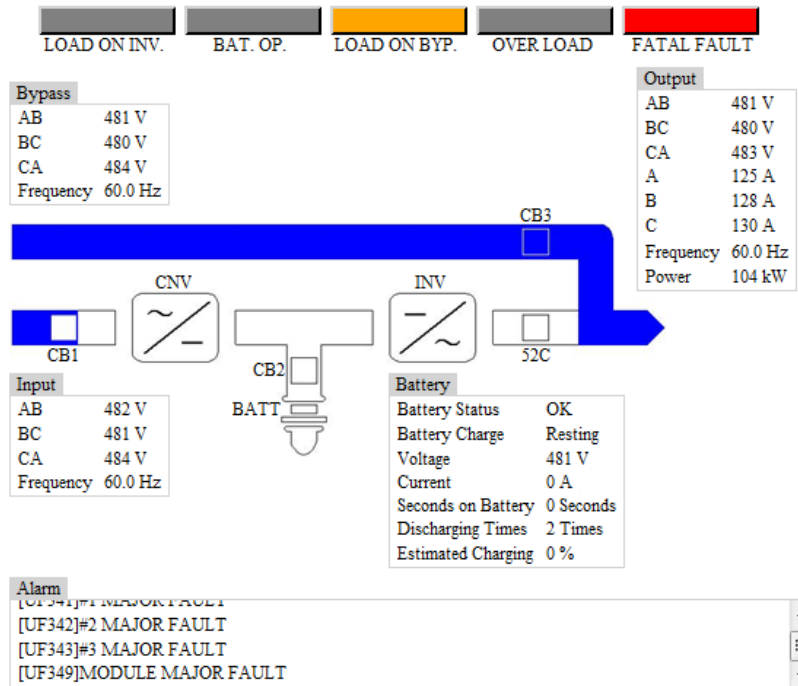 LOAD ON INV. BAT. OP. LOAD ON BYP. OVER LOAD FATAL FAULT
Bypass
AB 481 V
BC 480 V
CA 484 V
Frequency 60.0 Hz
Output
AB 481 V
BC 480 V
CA 483 V
A 125 A
B 128 A
C 130 A
Frequency 60.0 Hz
Power 104 kW
CB3
CNV
INV
CB1
CB2
52C
BATT
Input
AB 482 V
BC 481 V
CA 484 V
Frequency 60.0 Hz
Battery
Battery Status OK
Battery Charge Resting
Voltage 481 V
Current 0 A
Seconds on Battery 0 Seconds
Discharging Times 2 Times
Estimated Charging 0 %
Alarm
[UF341]#1 MAJOR FAULT
[UF342]#2 MAJOR FAULT
[UF343]#3 MAJOR FAULT
[UF349]MODULE MAJOR FAULT